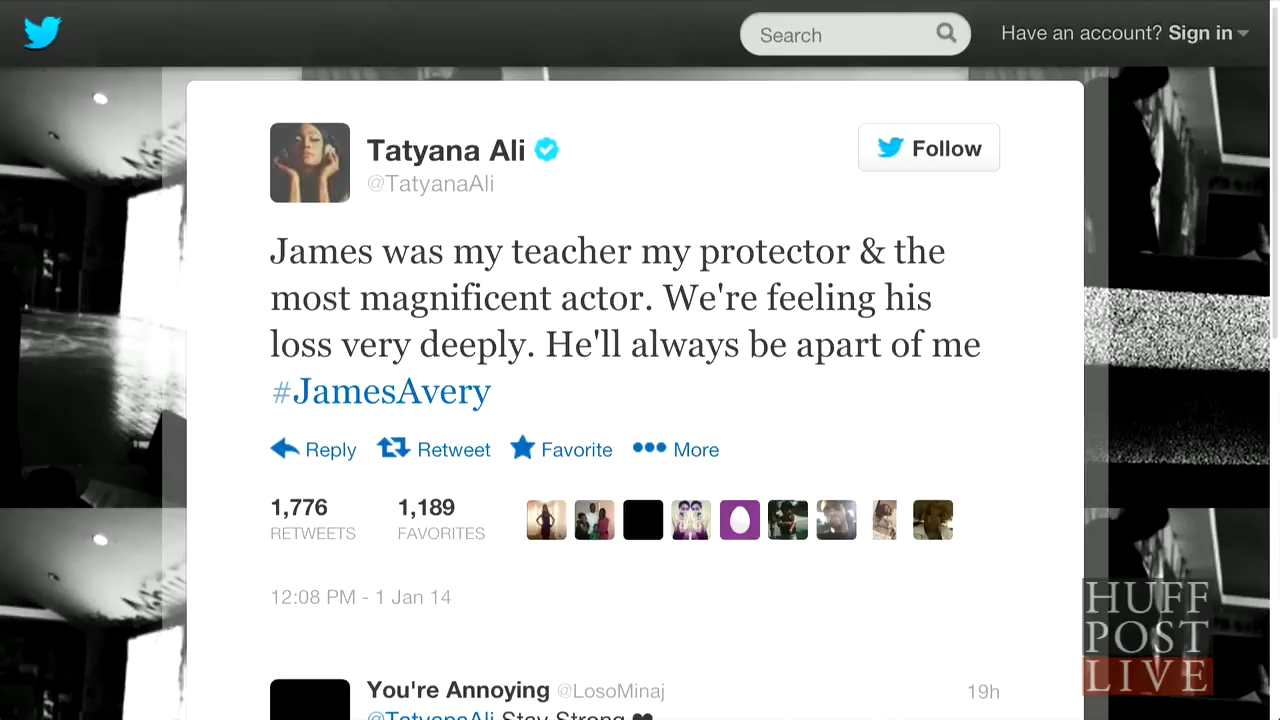 Search
Have an account? Sign in
Tatyana Ali
@TatyanaAli
Follow
James was my teacher my protector & the
most magnificent actor. We're feeling his
loss very deeply. He'll always be apart of me
#JamesAvery
Reply Retweet Favorite More
1,776 1,189
RETWEETS FAVORITES
12:08 PM - 1 Jan 14
HUFF
POST
LIVE
You're Annoying @LosoMinaj 19h
@TatyanaAli Stay Strong ♥